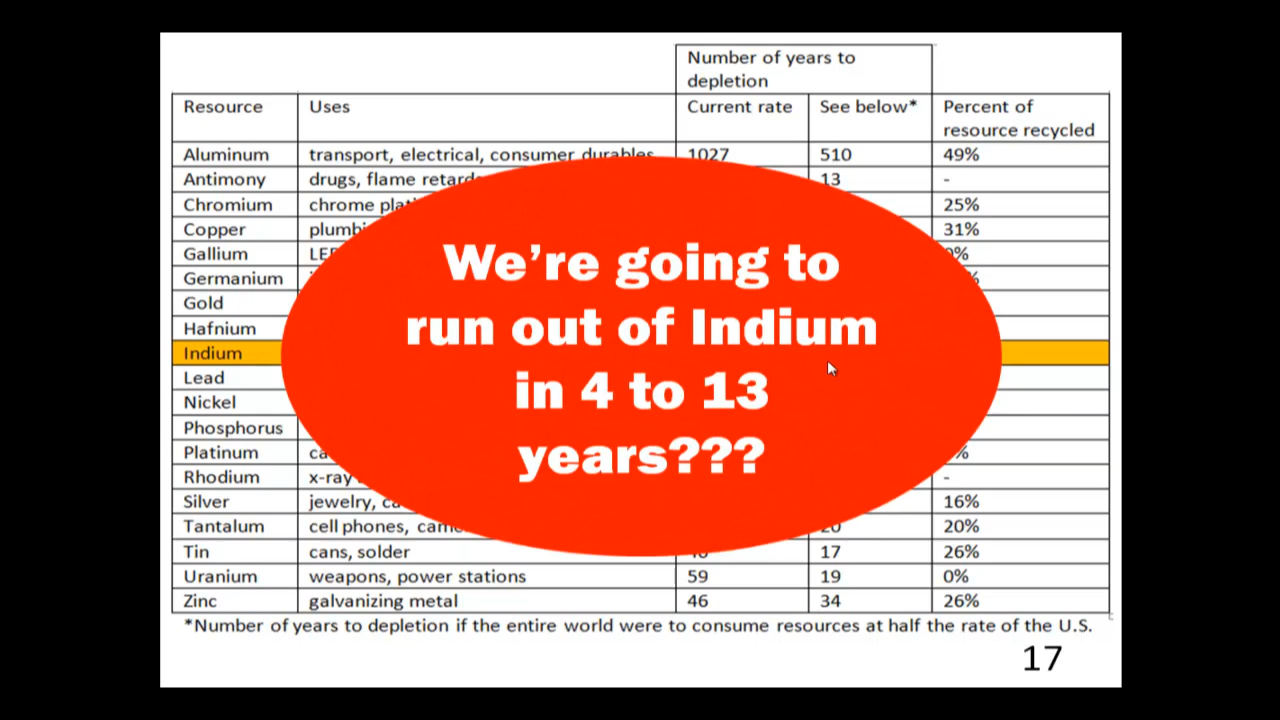 Number of years to
depletion
Resource Uses Current rate See below* Percent of
resource recycled
Aluminum transport, electrical, consumer durables 1027 510 49%
Antimony drugs, flame 13 -
Chromium chrome 25%
Copper 31%
Gallium
Germanium
Gold
Hafnium
Indium
Lead
Nickel
Phosphorus
Platinum
Rhodium x-ray -
Silver jewelry, 16%
Tantalum cell phones, 20 20%
Tin cans, solder 17 26%
Uranium weapons, power stations 59 19 0%
Zinc galvanizing metal 46 34 26%
*Number of years to depletion if the entire world were to consume resources at half the rate of the U.S.
We're going to
run out of Indium
in 4 to 13
years???
17